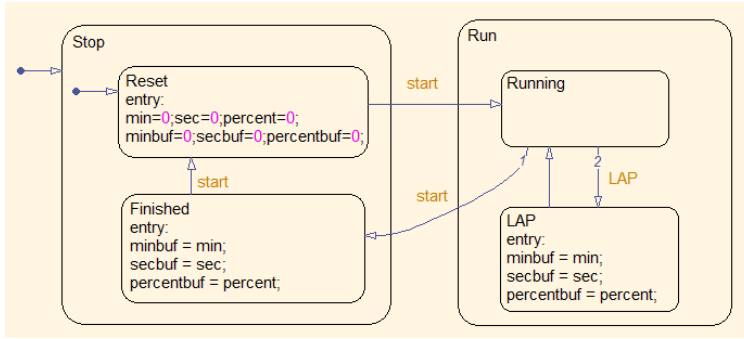 Stop
Reset
entry:
min=0;sec=0;percent=0;
minbuf=0;secbuf=0;percentbuf=0;
start
Finished
entry:
minbuf = min;
secbuf = sec;
percentbuf = percent;
start
start
Run
Running
1
2
LAP
LAP
entry:
minbuf = min;
secbuf = sec;
percentbuf = percent;